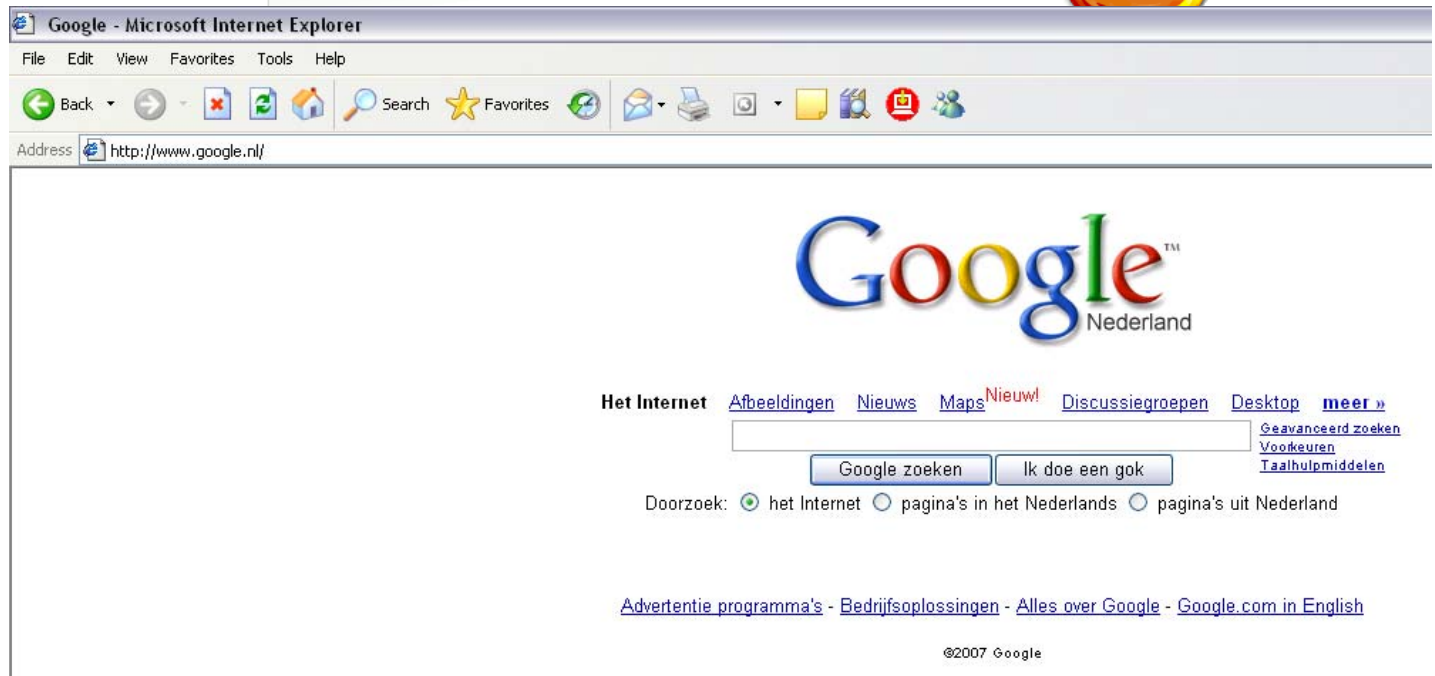 Google - Microsoft Internet Explorer
File Edit View Favorites Tools Help
Back Search Favorites
Address http://www.google.nl/
Google™
Nederland
Het Internet Afbeeldingen Nieuws Maps Nieuw! Discussiegroepen Desktop meer »
Geavanceerd zoeken
Voorkeuren
Taalhulpmiddelen
Google zoeken Ik doe een gok
Doorzoek: het Internet pagina's in het Nederlands pagina's uit Nederland
Advertentie programma's - Bedrijfsoplossingen - Alles over Google - Google.com in English
©2007 Google